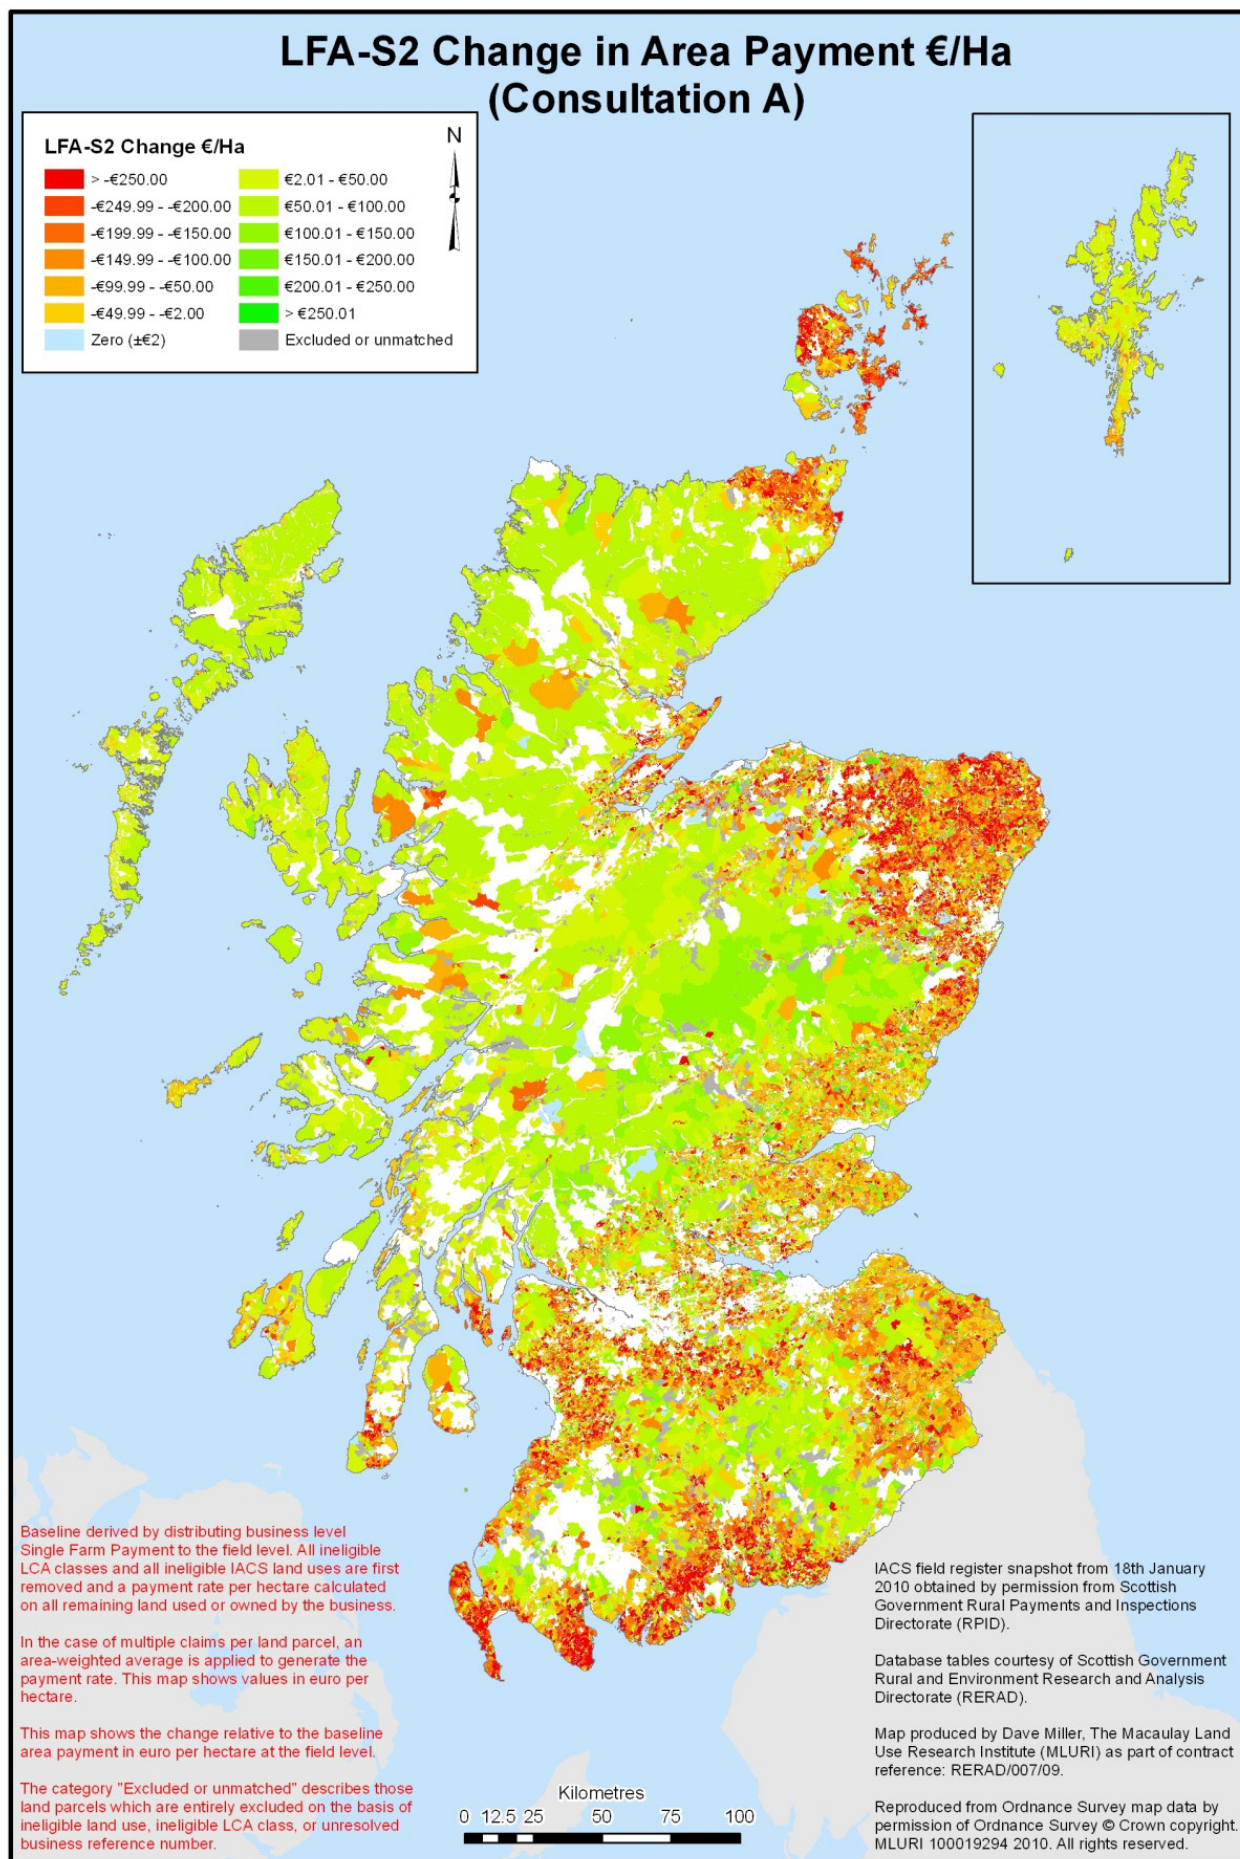 LFA-S2 Change in Area Payment €/Ha
(Consultation A)
LFA-S2 Change €/Ha
N
> -€250.00
-€249.99 - -€200.00
-€199.99 - -€150.00
-€149.99 - -€100.00
-€99.99 - -€50.00
-€49.99 - -€2.00
Zero (±€2)
€2.01 - €50.00
€50.01 - €100.00
€100.01 - €150.00
€150.01 - €200.00
€200.01 - €250.00
> €250.01
Excluded or unmatched
Baseline derived by distributing business level
Single Farm Payment to the field level. All ineligible
LCA classes and all ineligible IACS land uses are first
removed and a payment rate per hectare calculated
on all remaining land used or owned by the business.
In the case of multiple claims per land parcel, an
area-weighted average is applied to generate the
payment rate. This map shows values in euro per
hectare.
This map shows the change relative to the baseline
area payment in euro per hectare at the field level.
The category "Excluded or unmatched" describes those
land parcels which are entirely excluded on the basis of
ineligible land use, ineligible LCA class, or unresolved
business reference number.
Kilometres
0 12.5 25 50 75 100
IACS field register snapshot from 18th January
2010 obtained by permission from Scottish
Government Rural Payments and Inspections
Directorate (RPID).
Database tables courtesy of Scottish Government
Rural and Environment Research and Analysis
Directorate (RERAD).
Map produced by Dave Miller, The Macaulay Land
Use Research Institute (MLURI) as part of contract
reference: RERAD/007/09.
Reproduced from Ordnance Survey map data by
permission of Ordnance Survey © Crown copyright.
MLURI 100019294 2010. All rights reserved.